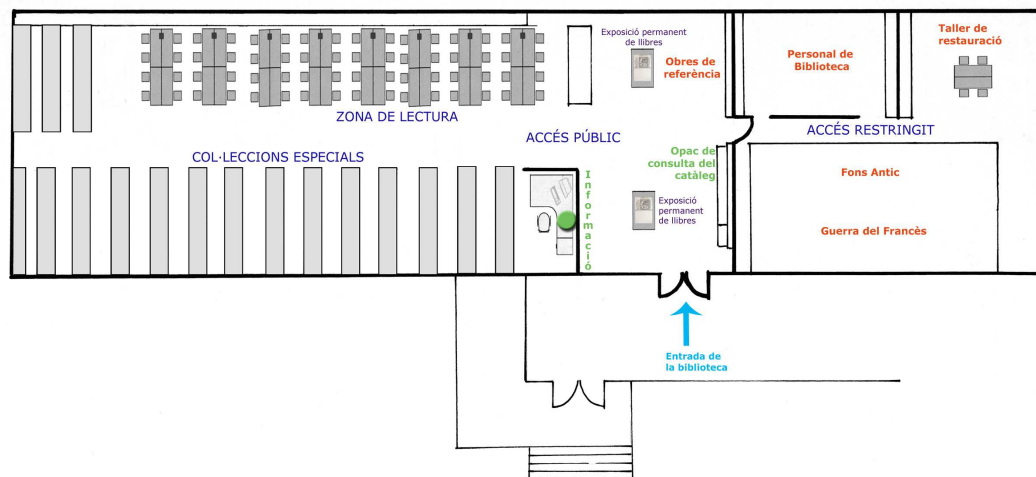 Exposició permanent
de llibres
Obres de
referència
Personal de
Biblioteca
Taller de
restauració
ZONA DE LECTURA
ACCÉS PÚBLIC
ACCÉS RESTRINGIT
COL·LECCIONS ESPECIALS
Opac de
consulta del
catàleg
Informació
Exposició
permanent
de llibres
Fons Antic
Guerra del Francès
Entrada de
la biblioteca